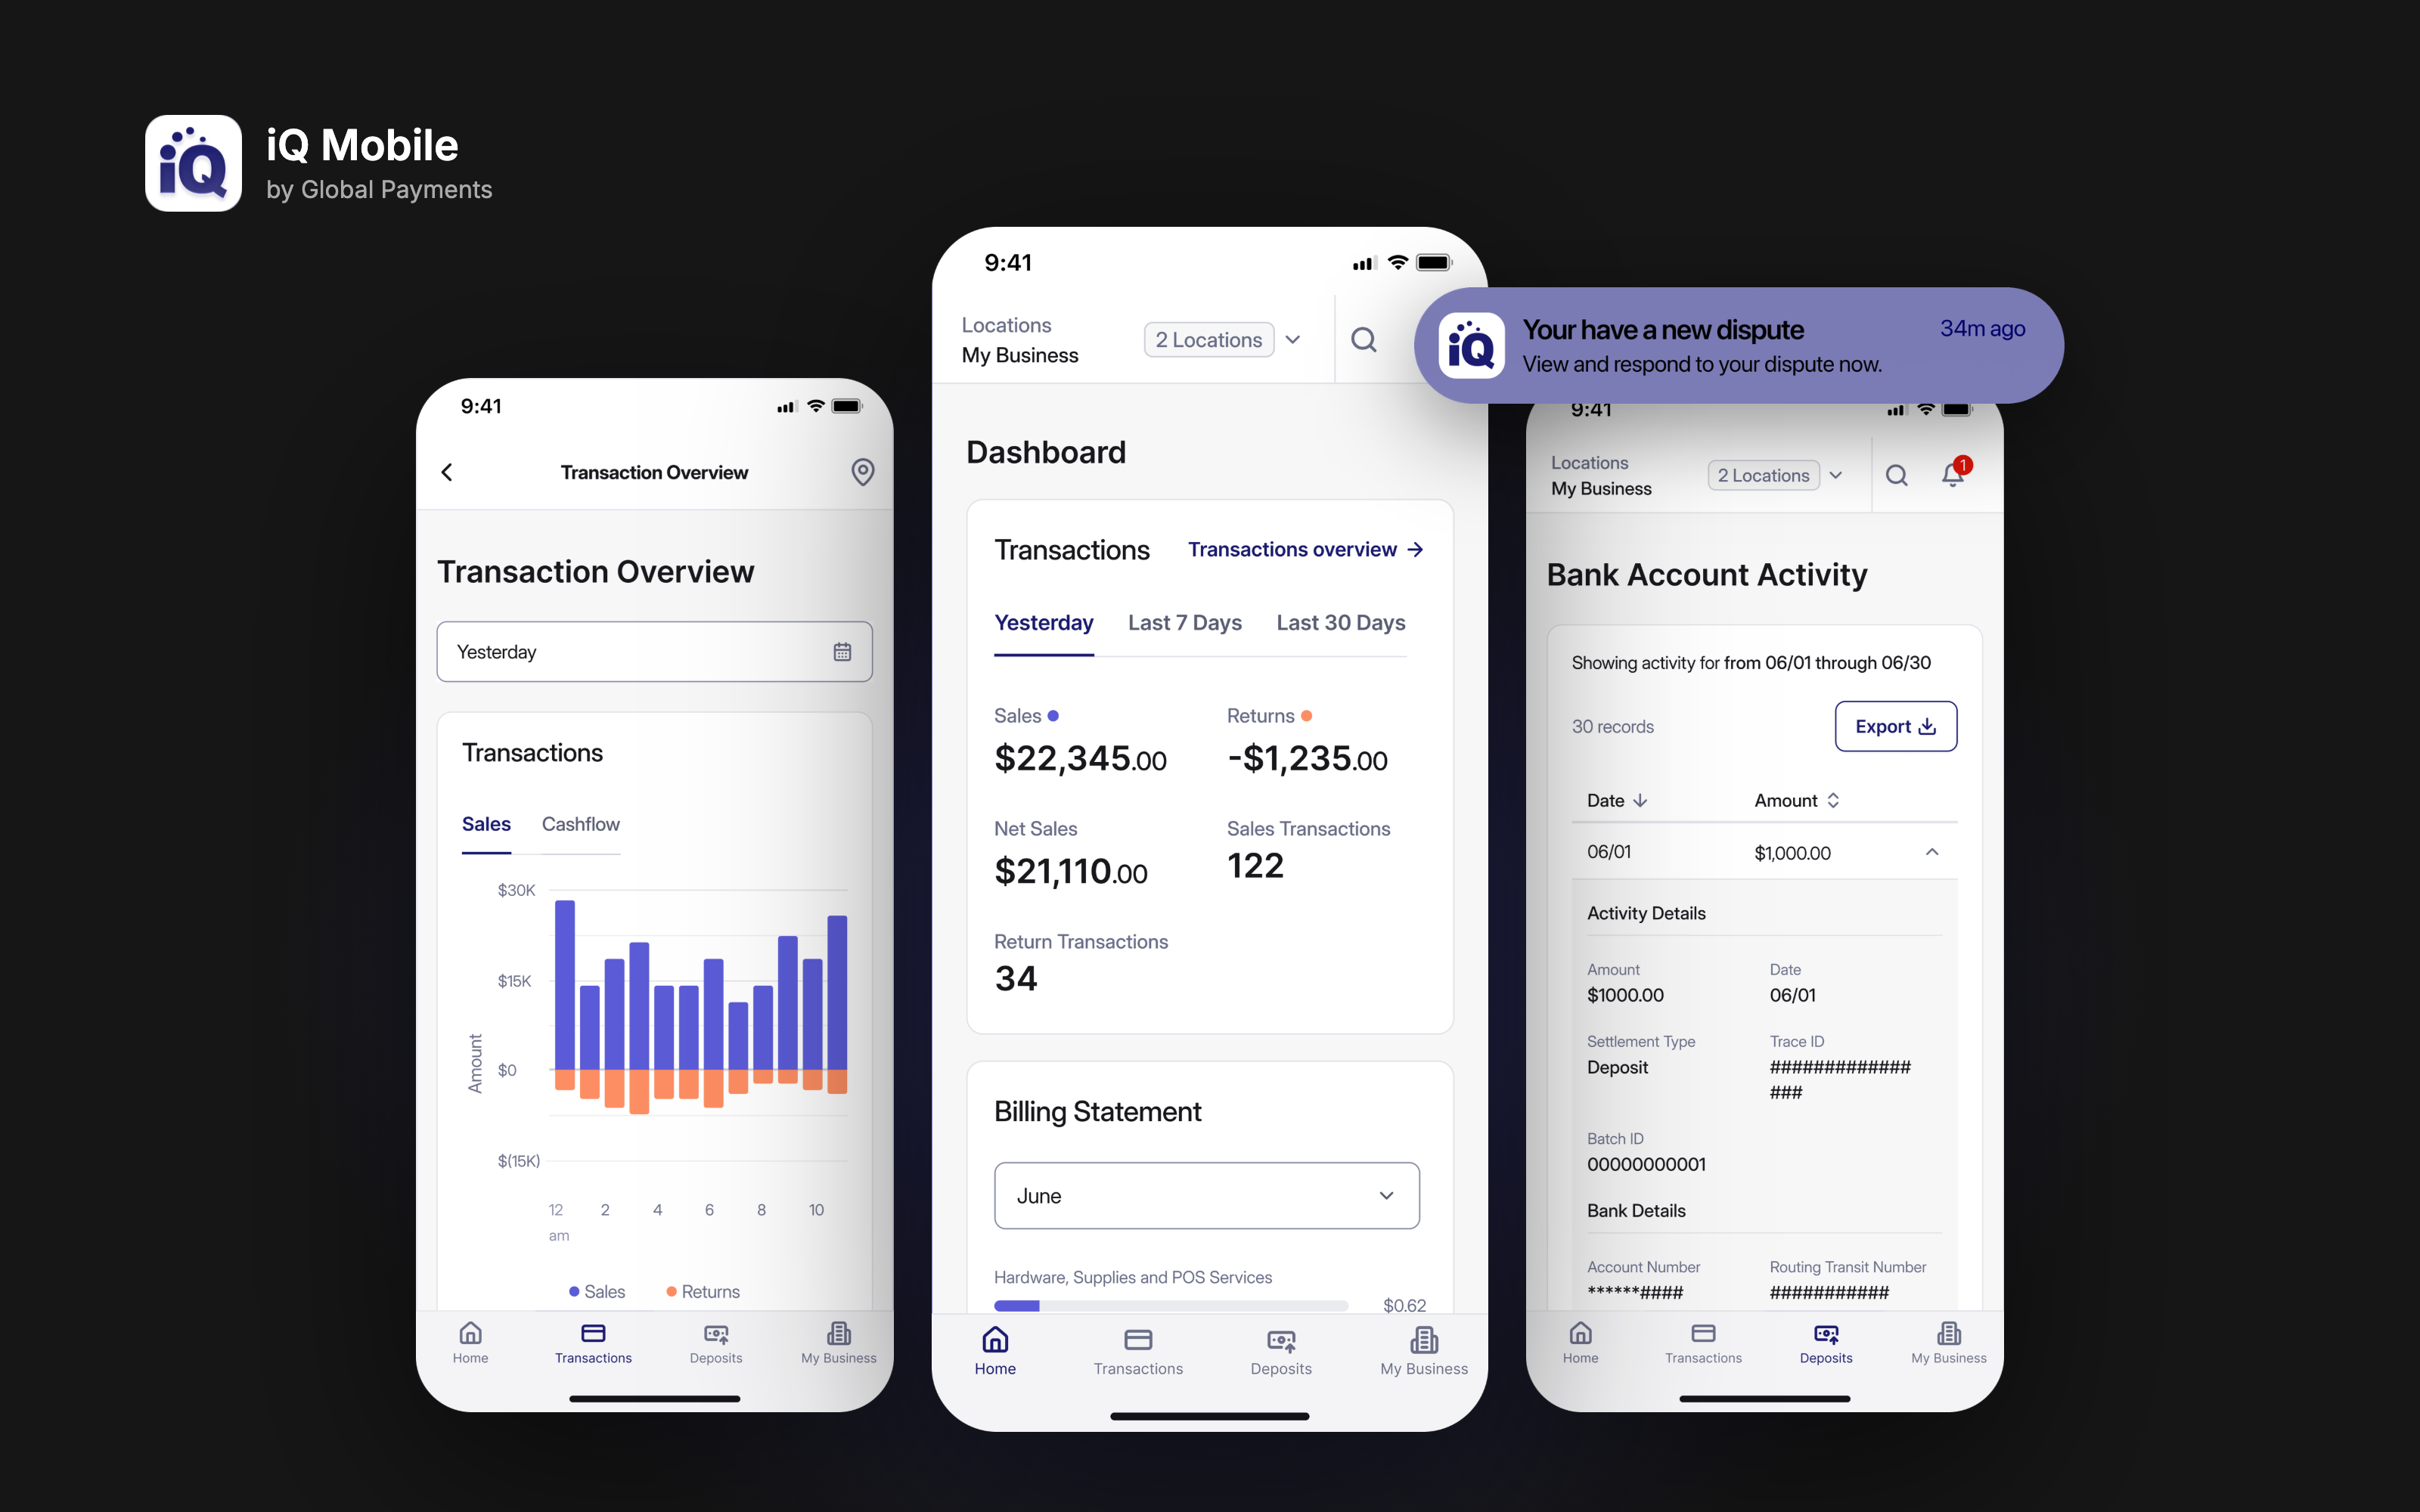 iQ
iQ Mobile
by Global Payments
9:41
Transaction Overview
Transaction Overview
Yesterday
Transactions
Sales Cashflow
$30K
$15K
Amount
$0
$(15K)
12 2 4 6 8 10
am
Sales Returns
Home Transactions Deposits My Business
9:41
Locations
My Business
2 Locations
Dashboard
Transactions Transactions overview
Yesterday Last 7 Days Last 30 Days
Sales Returns
$22,345.00 -$1,235.00
Net Sales Sales Transactions
$21,110.00 122
Return Transactions
34
Billing Statement
June
Hardware, Supplies and POS Services
$0.62
Home Transactions Deposits My Business
iQ
Your have a new dispute 34m ago
View and respond to your dispute now.
9:41
Locations
My Business
2 Locations
1
Bank Account Activity
Showing activity for from 06/01 through 06/30
30 records Export
Date Amount
06/01 $1,000.00
Activity Details
Amount Date
$1000.00 06/01
Settlement Type Trace ID
Deposit #############
###
Batch ID
00000000001
Bank Details
Account Number Routing Transit Number
******#### ###########
Home Transactions Deposits My Business